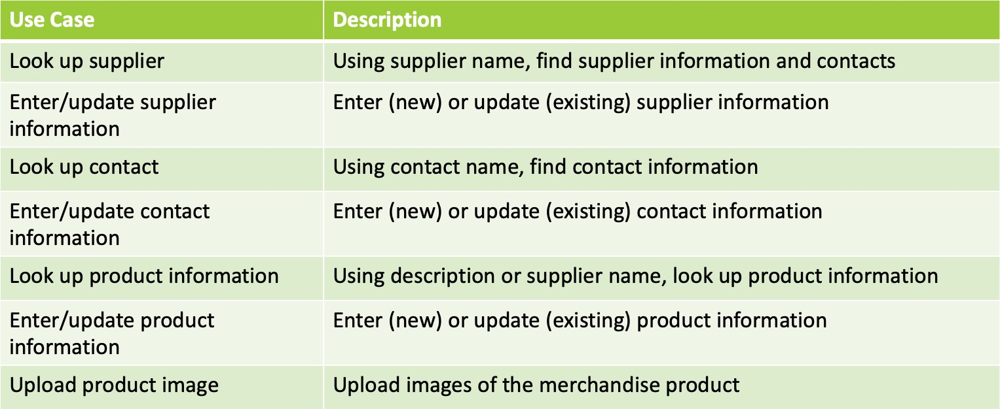 Use Case
Description
Look up supplier
Using supplier name, find supplier information and contacts
Enter/update supplier
information
Enter (new) or update (existing) supplier information
Look up contact
Using contact name, find contact information
Enter/update contact
information
Enter (new) or update (existing) contact information
Look up product information
Using description or supplier name, look up product information
Enter/update product
information
Enter (new) or update (existing) product information
Upload product image
Upload images of the merchandise product